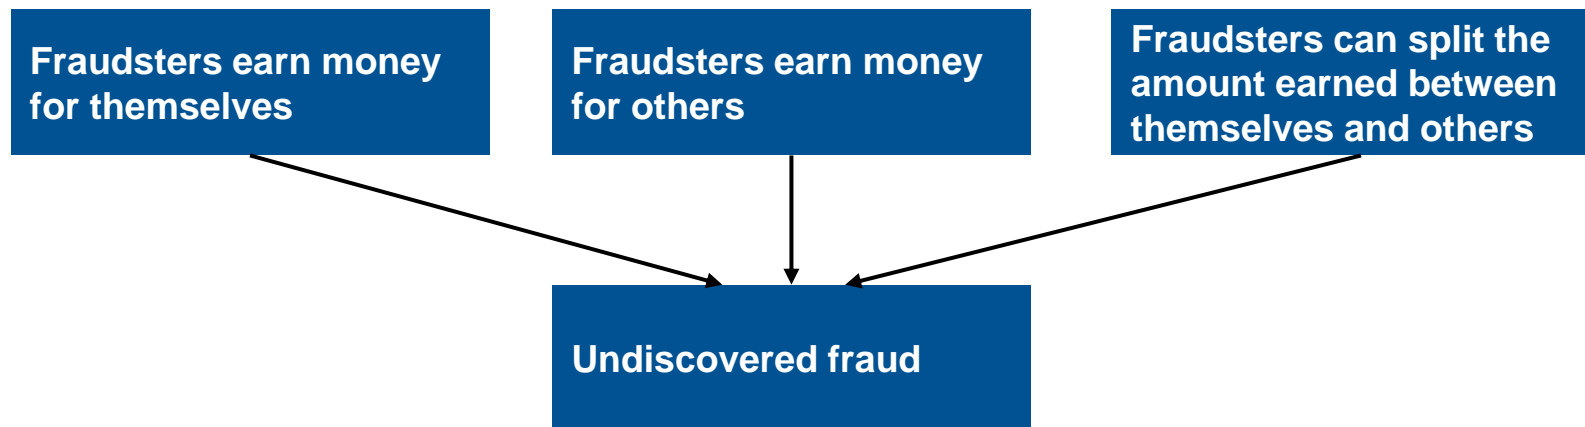 Fraudsters earn money
for themselves
Fraudsters earn money
for others
Fraudsters can split the
amount earned between
themselves and others
Undiscovered fraud